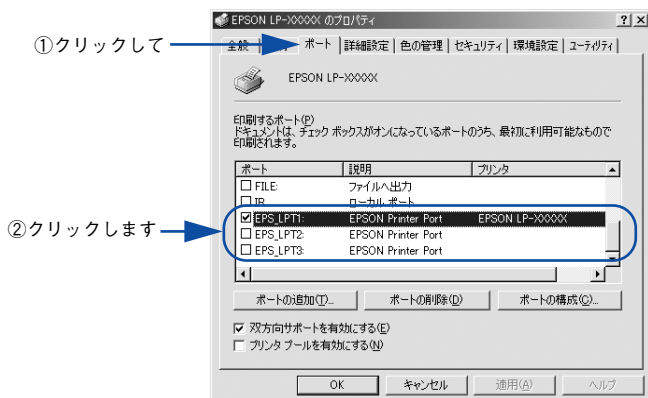 EPSON LP-XXXXX のプロパティ
? ×
①クリックして
全般
ポート
詳細設定
色の管理
セキュリティ
環境設定
ユーティリティ
EPSON LP-XXXXX
印刷するポート(P)
ドキュメントは、チェック ボックスがオンになっているポートのうち、最初に利用可能なもので
印刷されます。
ポート 説明 プリンタ
FILE: ファイルへ出力
IR ローカル ポート
EPS_LPT1: EPSON Printer Port EPSON LP-XXXXX
②クリックします
EPS_LPT2: EPSON Printer Port
EPS_LPT3: EPSON Printer Port
ポートの追加(T)... ポートの削除(D) ポートの構成(C)...
双方向サポートを有効にする(E)
プリンタ プールを有効にする(N)
OK キャンセル 適用(A) ヘルプ